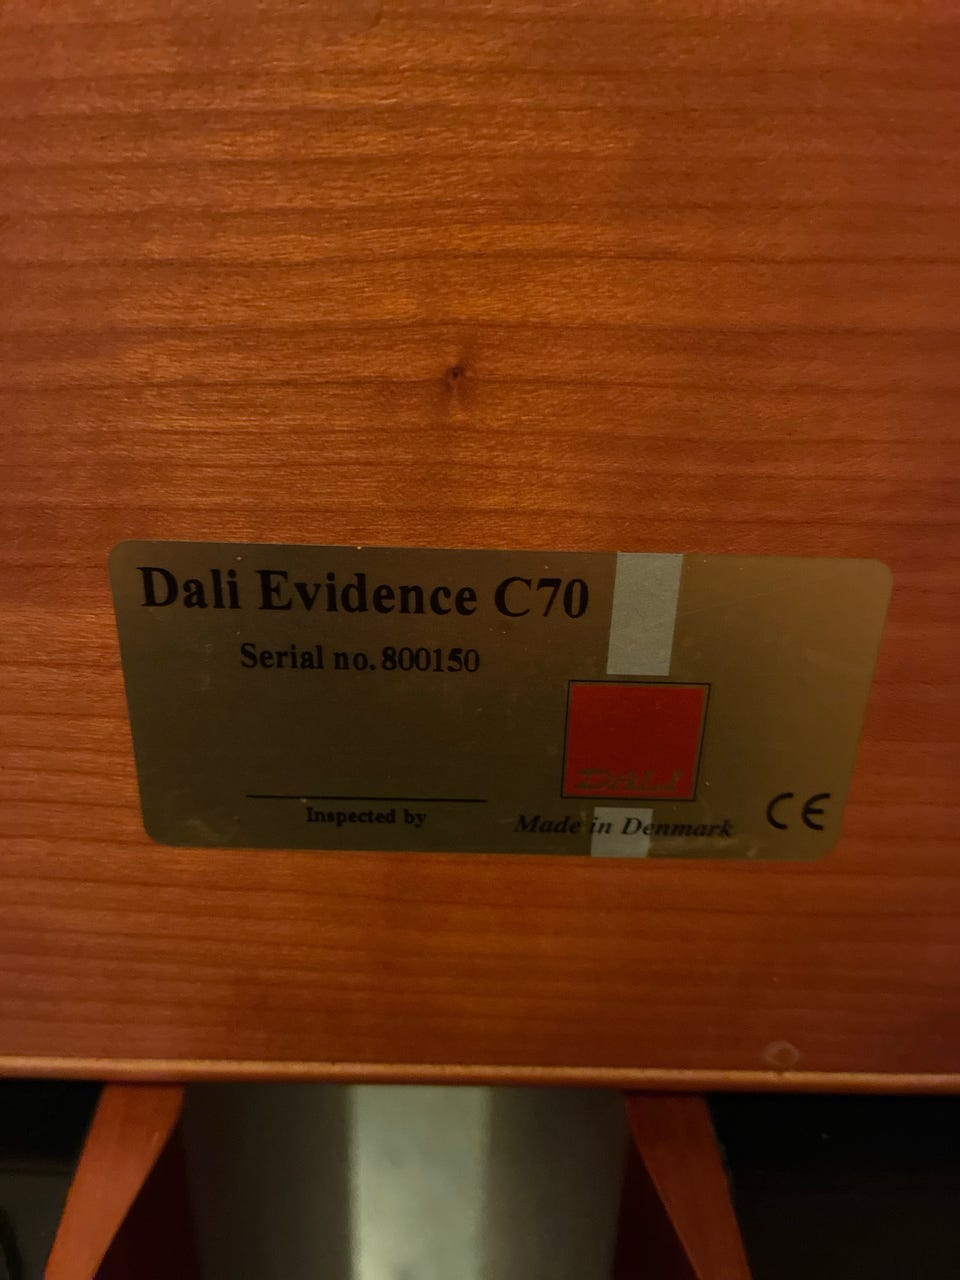 Dali Evidence C70
Serial no. 800150
DALI
Inspected by
Made in Denmark
CE